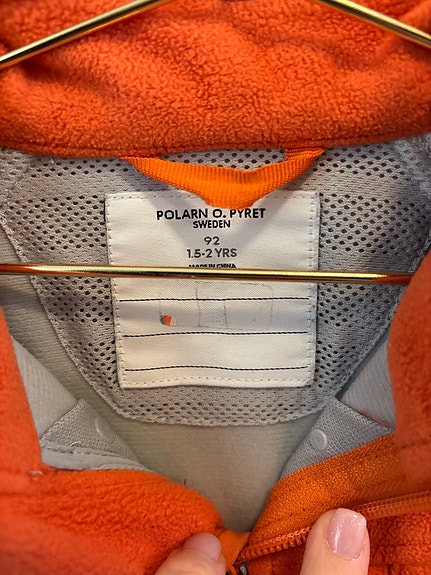 POLARN O. PYRET
SWEDEN
92
1.5-2 YRS
MADE IN CHINA